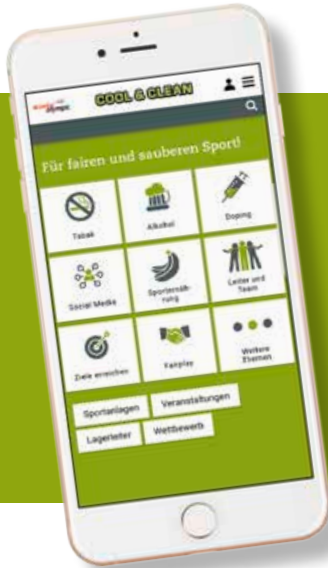 COOL & CLEAN
Für fairen und sauberen Sport!
Tabak
Alkohol
Doping
Social Media
Sporternäh-
rung
Leiter und
Team
Ziele erreichen
Fairplay
Weitere
Themen
Sportanlagen
Veranstaltungen
Lagerleiter
Wettbewerb